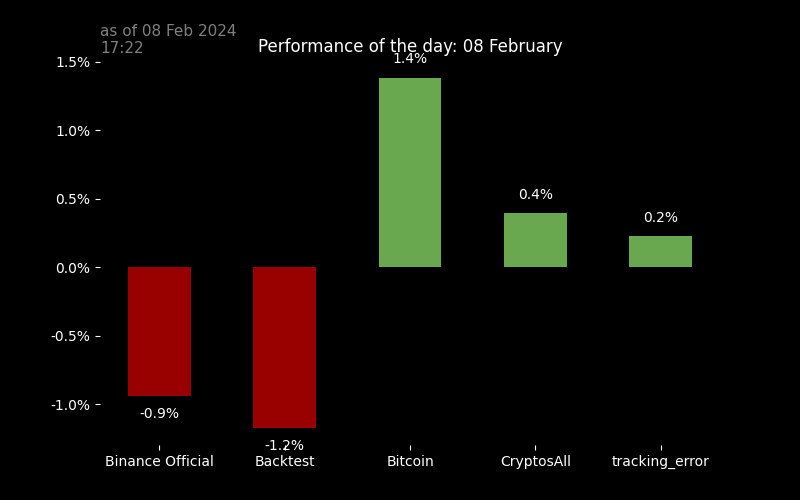 as of 08 Feb 2024
17:22
Performance of the day: 08 February
1.5%
1.0%
0.5%
0.0%
-0.5%
-1.0%
-0.9%
-1.2%
1.4%
0.4%
0.2%
Binance Official
Backtest
Bitcoin
CryptosAll
tracking_error